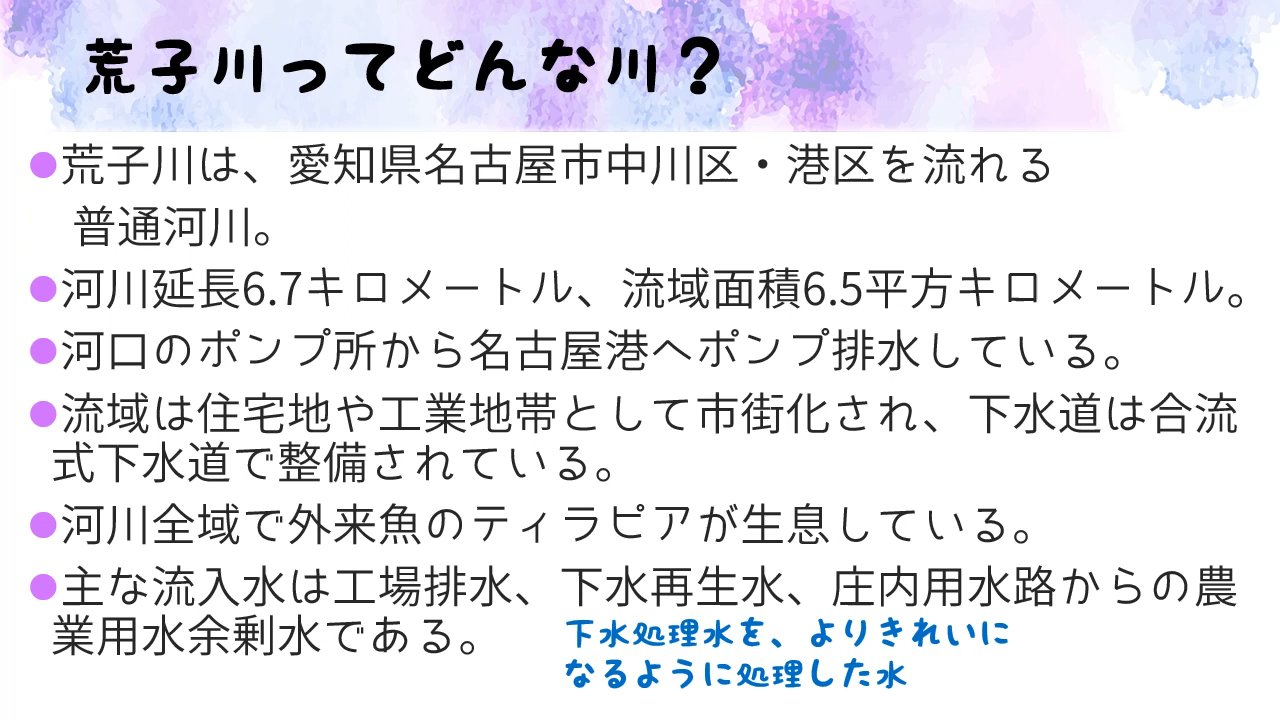 荒子川ってどんな川？
●荒子川は、愛知県名古屋市中川区・港区を流れる
普通河川。
●河川延長6.7キロメートル、流域面積6.5平方キロメートル。
●河口のポンプ所から名古屋港へポンプ排水している。
●流域は住宅地や工業地帯として市街化され、下水道は合流
式下水道で整備されている。
●河川全域で外来魚のティラピアが生息している。
●主な流入水は工場排水、下水再生水、庄内用水路からの農
業用水余剰水である。
下水処理水を、よりきれいに
なるように処理した水